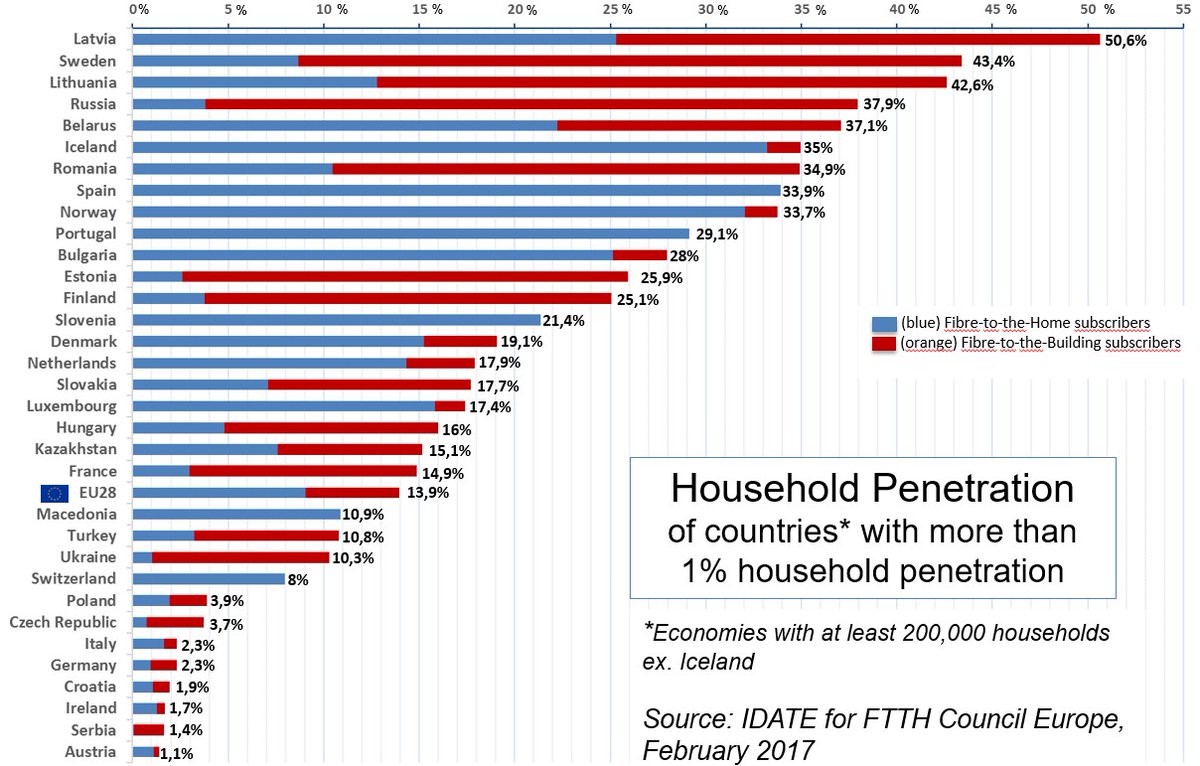 0% 5 % 10 % 15 % 20 % 25 % 30 % 35 % 40 % 45 % 50 % 55
Latvia 50,6%
Sweden 43,4%
Lithuania 42,6%
Russia 37,9%
Belarus 37,1%
Iceland 35%
Romania 34,9%
Spain 33,9%
Norway 33,7%
Portugal 29,1%
Bulgaria 28%
Estonia 25,9%
Finland 25,1%
Slovenia 21,4%
(blue) Fibre-to-the-Home subscribers
Denmark 19,1%
(orange) Fibre-to-the-Building subscribers
Netherlands 17,9%
Slovakia 17,7%
Luxembourg 17,4%
Hungary 16%
Kazakhstan 15,1%
France 14,9%
EU28 13,9%
Macedonia 10,9%
Turkey 10,8%
Ukraine 10,3%
Switzerland 8%
Poland 3,9%
Czech Republic 3,7%
Italy 2,3%
Germany 2,3%
Croatia 1,9%
Ireland 1,7%
Serbia 1,4%
Austria 1,1%
Household Penetration
of countries* with more than
1% household penetration
*Economies with at least 200,000 households
ex. Iceland
Source: IDATE for FTTH Council Europe,
February 2017